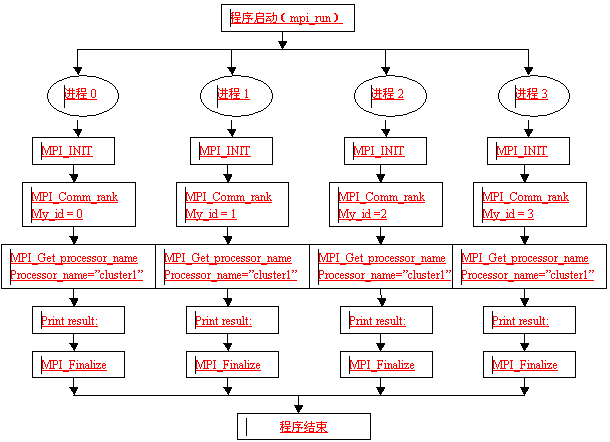 程序启动（mpi_run）
进程 0
进程 1
进程 2
进程 3
MPI_INIT
MPI_INIT
MPI_INIT
MPI_INIT
MPI_Comm_rank
My_id = 0
MPI_Comm_rank
My_id = 1
MPI_Comm_rank
My_id =2
MPI_Comm_rank
My_id = 3
MPI_Get_processor_name
Processor_name=”cluster1”
MPI_Get_processor_name
Processor_name=”cluster1”
MPI_Get_processor_name
Processor_name=”cluster1”
MPI_Get_processor_name
Processor_name=”cluster1”
Print result;
Print result;
Print result;
Print result;
MPI_Finalize
MPI_Finalize
MPI_Finalize
MPI_Finalize
程序结束